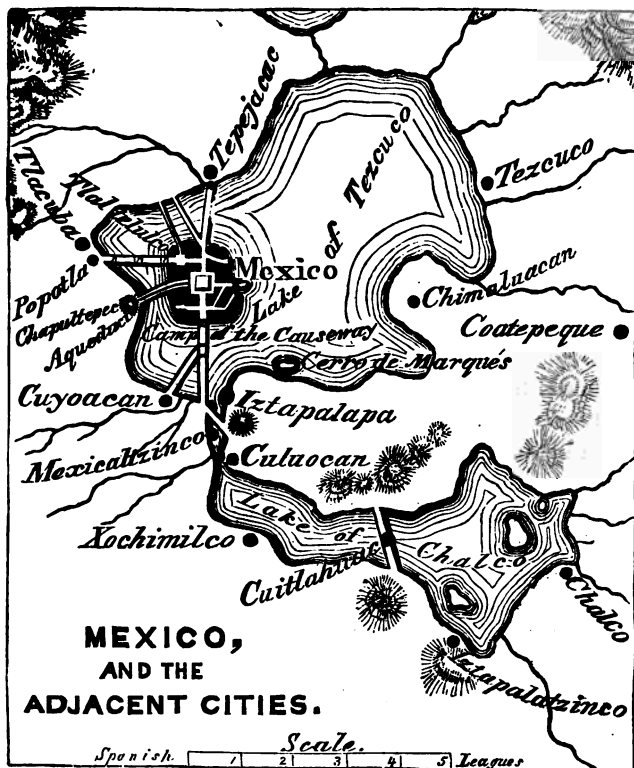 Tepejacac
Tlacuba
Lake of Tezcuco
Tezcuco
Popotla
Mexico
Chapultepec
Aqueduct
Chimaluacan
Coatepeque
Camp of the Causeway
Cerro de Marqués
Cuyoacan
Iztapalapa
Mexicaltzinco
Culuocan
Xochimilco
Lake of Chalco
Cuitlahuac
Chalco
Iztapalatzinco
MEXICO,
AND THE
ADJACENT CITIES.
Scale.
Spanish. 1 2 3 4 5 Leagues